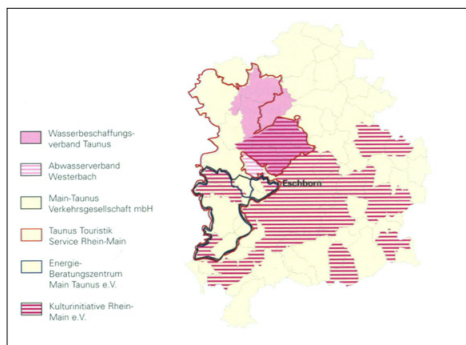 Wasserbeschaffungs-
verband Taunus
Abwasserverband
Westerbach
Main-Taunus
Verkehrsgesellschaft mbH
Taunus Touristik
Service Rhein-Main
Energie-
Beratungszentrum
Main Taunus e.V.
Kulturinitiative Rhein-
Main e.V.
Eschborn